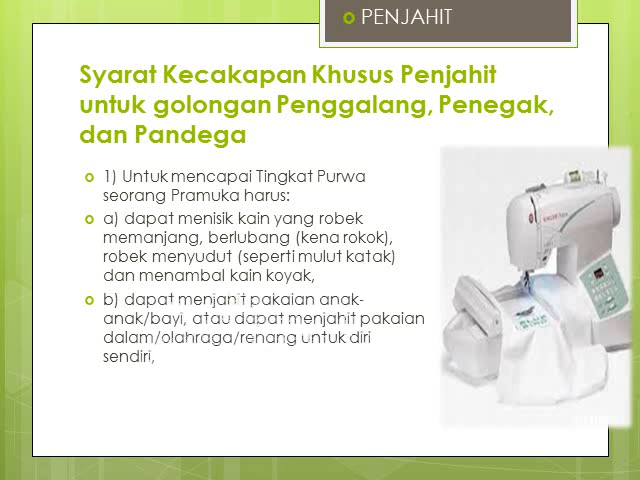 PENJAHIT
Syarat Kecakapan Khusus Penjahit
untuk golongan Penggalang, Penegak,
dan Pandega
1) Untuk mencapai Tingkat Purwa
seorang Pramuka harus:
a) dapat menisik kain yang robek
memanjang, berlubang (kena rokok),
robek menyudut (seperti mulut katak)
dan menambal kain koyak,
b) dapat menjahit pakaian anak-
anak/bayi, atau dapat menjahit pakaian
dalam/olahraga/renang untuk diri
sendiri,